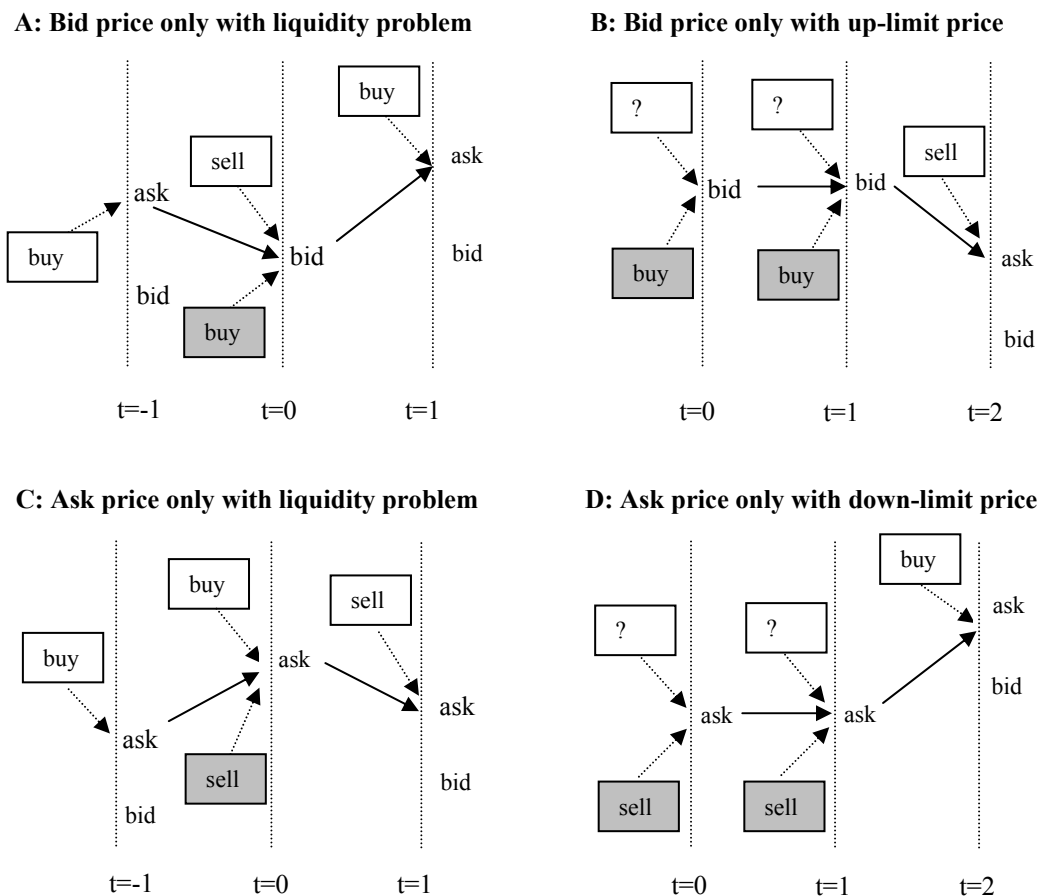 A: Bid price only with liquidity problem
buy
sell
ask
ask
buy
bid
bid
bid
buy
t=-1 t=0 t=1
B: Bid price only with up-limit price
? ?
sell
bid bid
buy buy
ask
bid
t=0 t=1 t=2
C: Ask price only with liquidity problem
buy
sell
buy
ask
ask
ask
sell
bid
bid
t=-1 t=0 t=1
D: Ask price only with down-limit price
buy
ask
? ?
bid
ask ask
sell sell
t=0 t=1 t=2